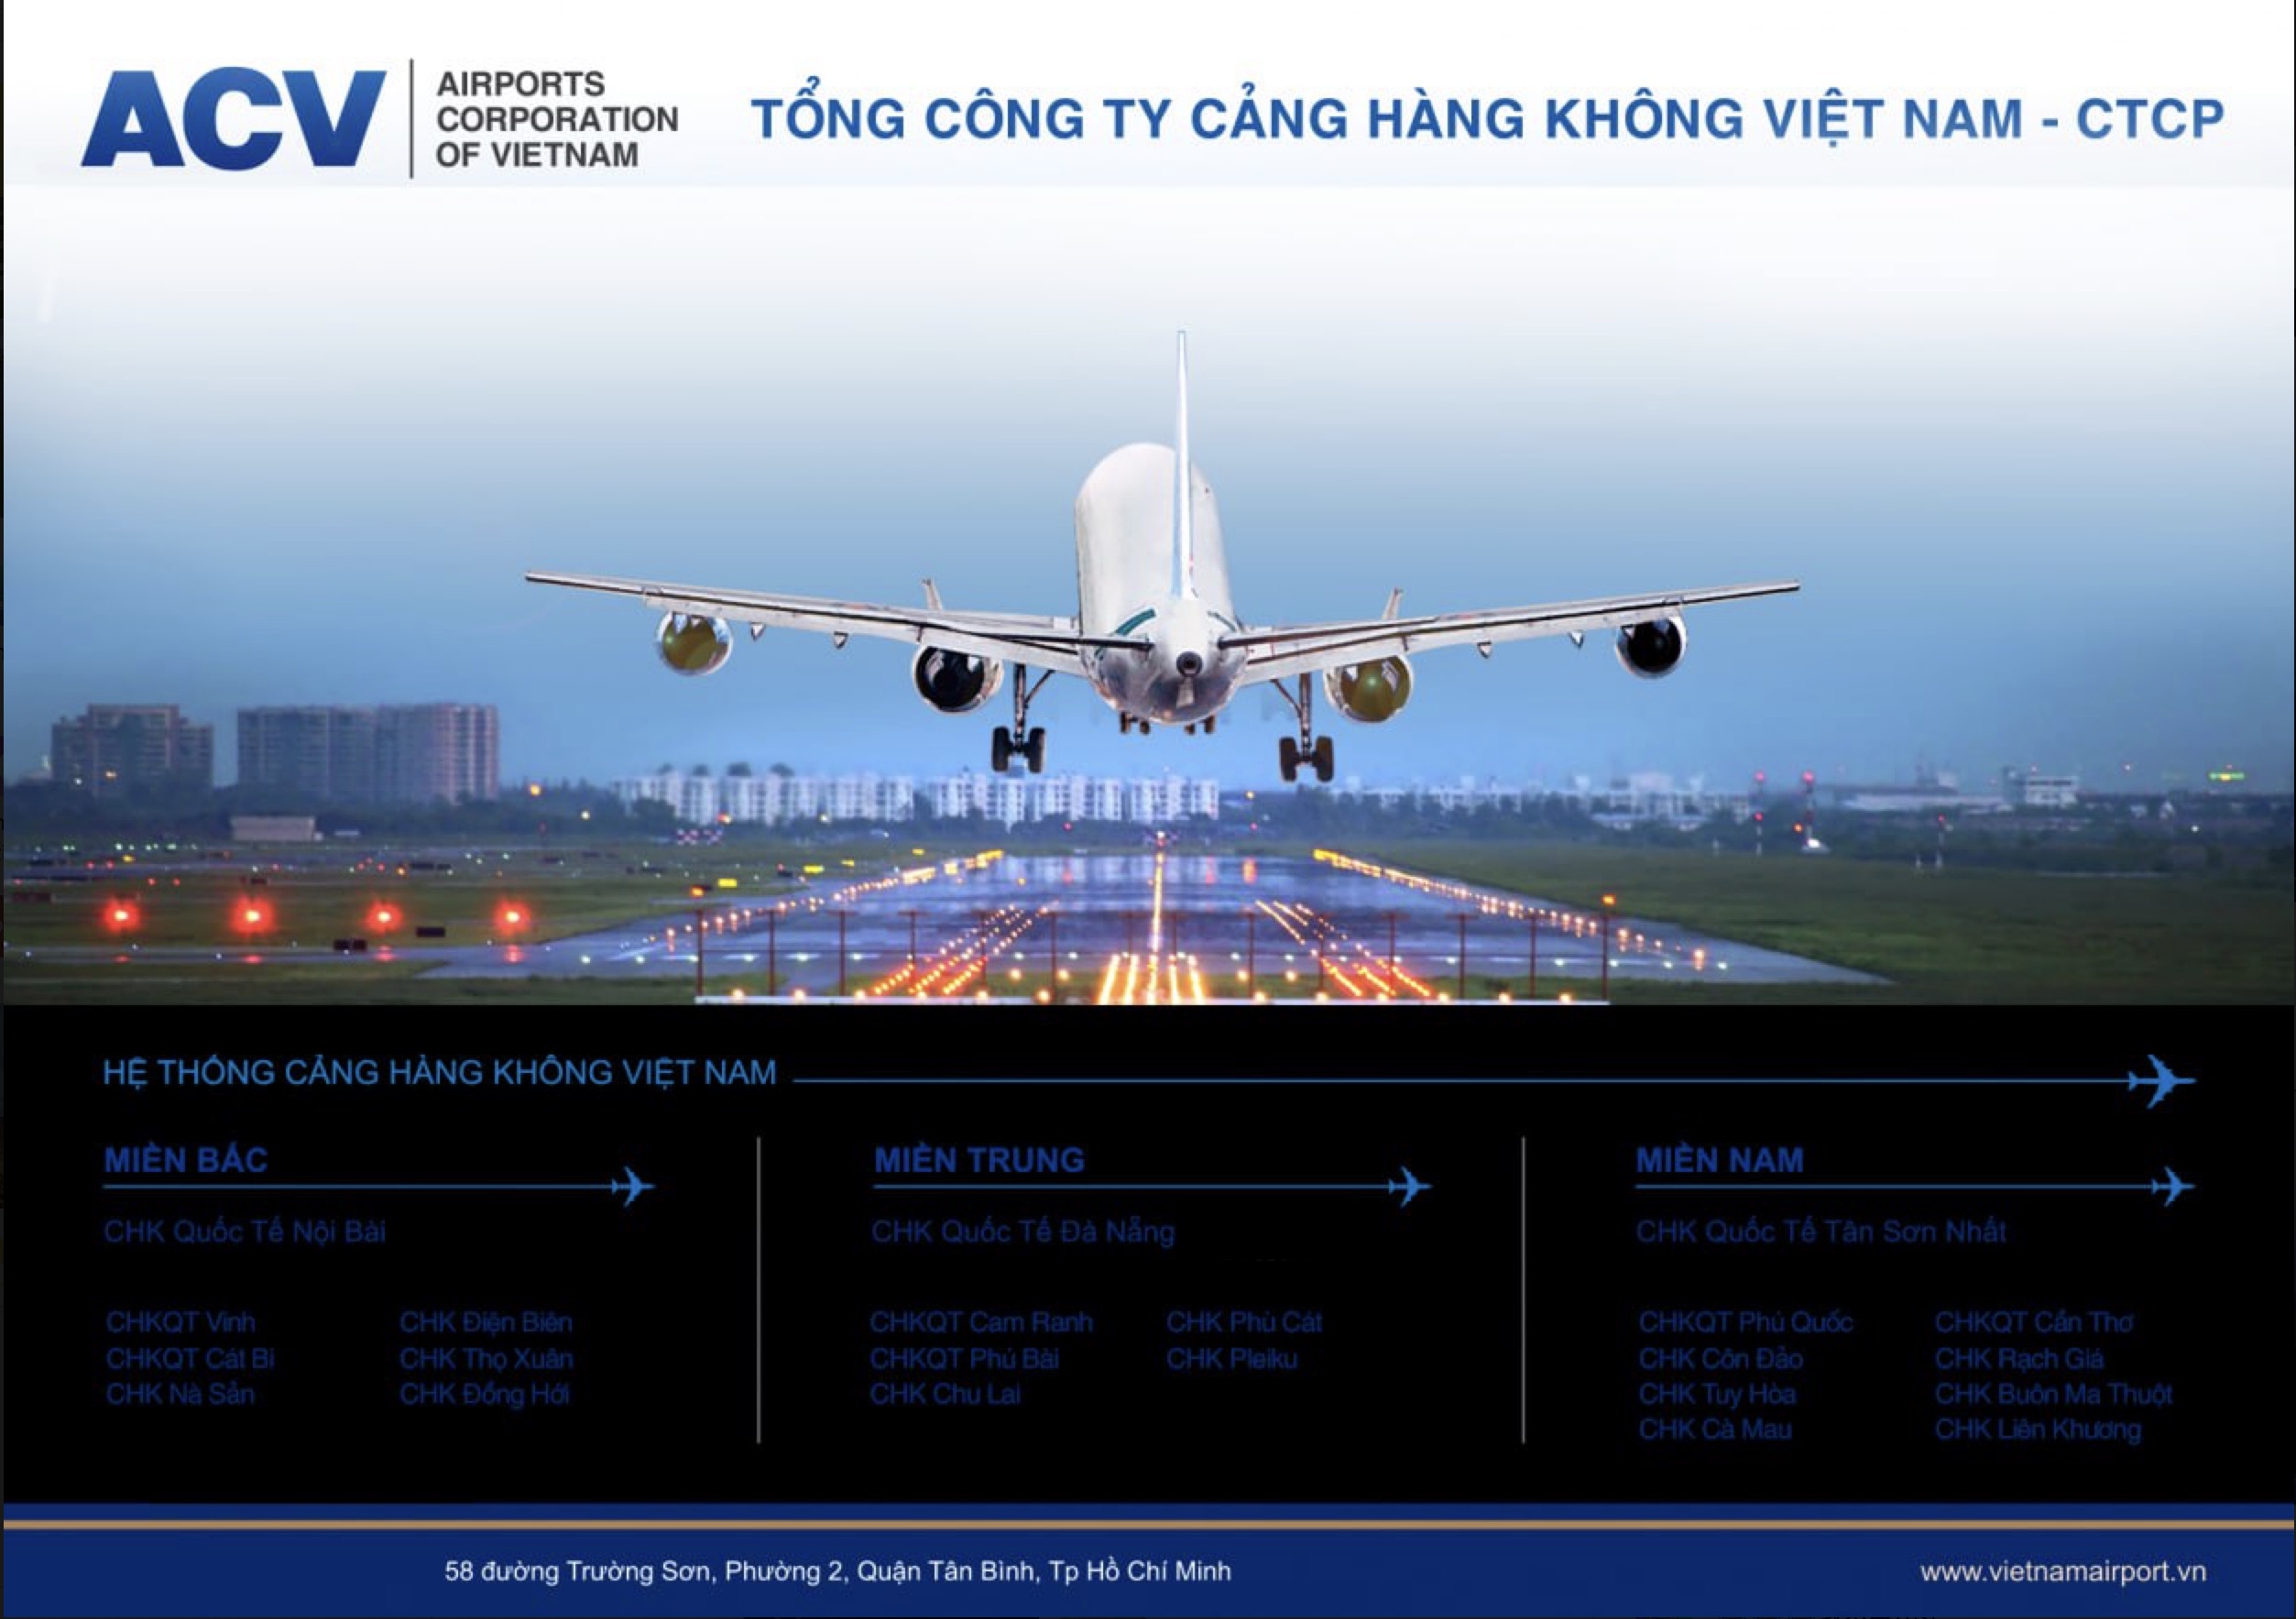 ACV
AIRPORTS
CORPORATION
OF VIETNAM
TỔNG CÔNG TY CẢNG HÀNG KHÔNG VIỆT NAM - CTCP
HỆ THỐNG CẢNG HÀNG KHÔNG VIỆT NAM
MIỀN BẮC
CHK Quốc Tế Nội Bài
CHKQT Vinh
CHKQT Cát Bi
CHK Nà Sản
CHK Điện Biên
CHK Thọ Xuân
CHK Đồng Hới
MIỀN TRUNG
CHK Quốc Tế Đà Nẵng
CHKQT Cam Ranh
CHKQT Phú Bài
CHK Chu Lai
CHK Phù Cát
CHK Pleiku
MIỀN NAM
CHK Quốc Tế Tân Sơn Nhất
CHKQT Phú Quốc
CHK Côn Đảo
CHK Tuy Hòa
CHK Cà Mau
CHKQT Cần Thơ
CHK Rạch Giá
CHK Buôn Ma Thuột
CHK Liên Khương
58 đường Trường Sơn, Phường 2, Quận Tân Bình, Tp Hồ Chí Minh
www.vietnamairport.vn